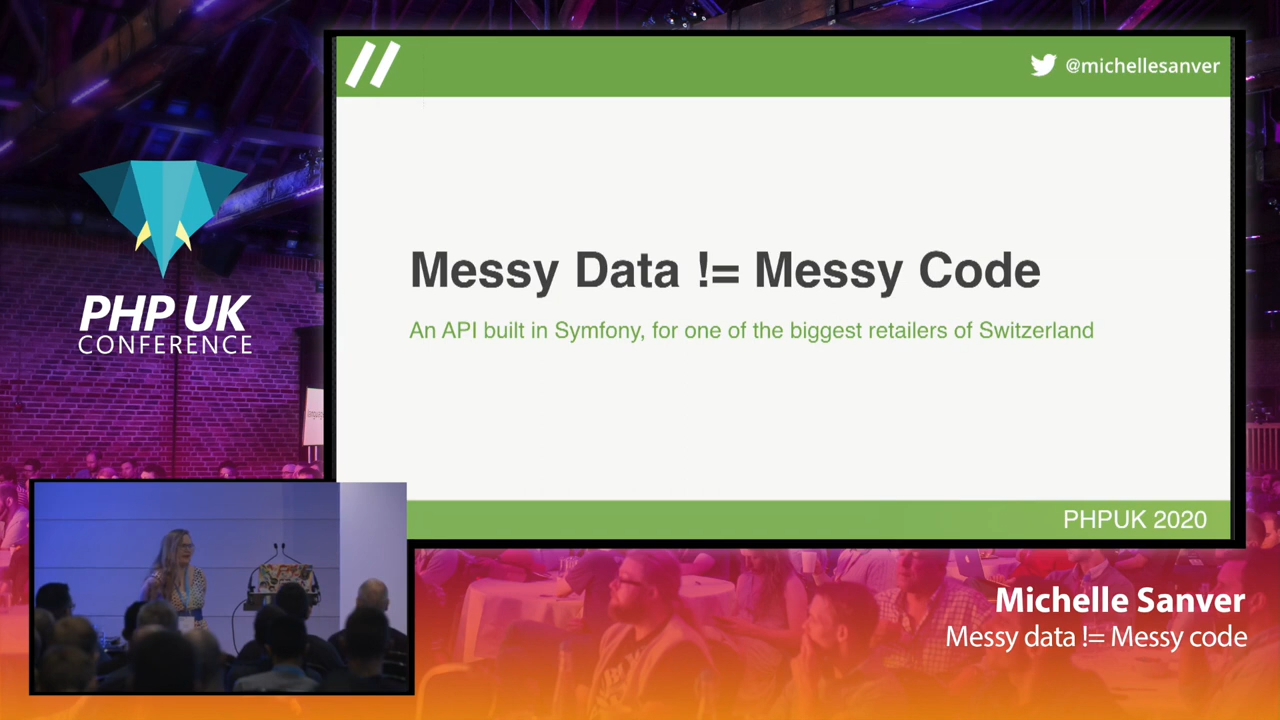 // @michellesanver
Messy Data != Messy Code
An API built in Symfony, for one of the biggest retailers of Switzerland
PHPUK 2020
PHP UK
CONFERENCE
Michelle Sanver
Messy data != Messy code